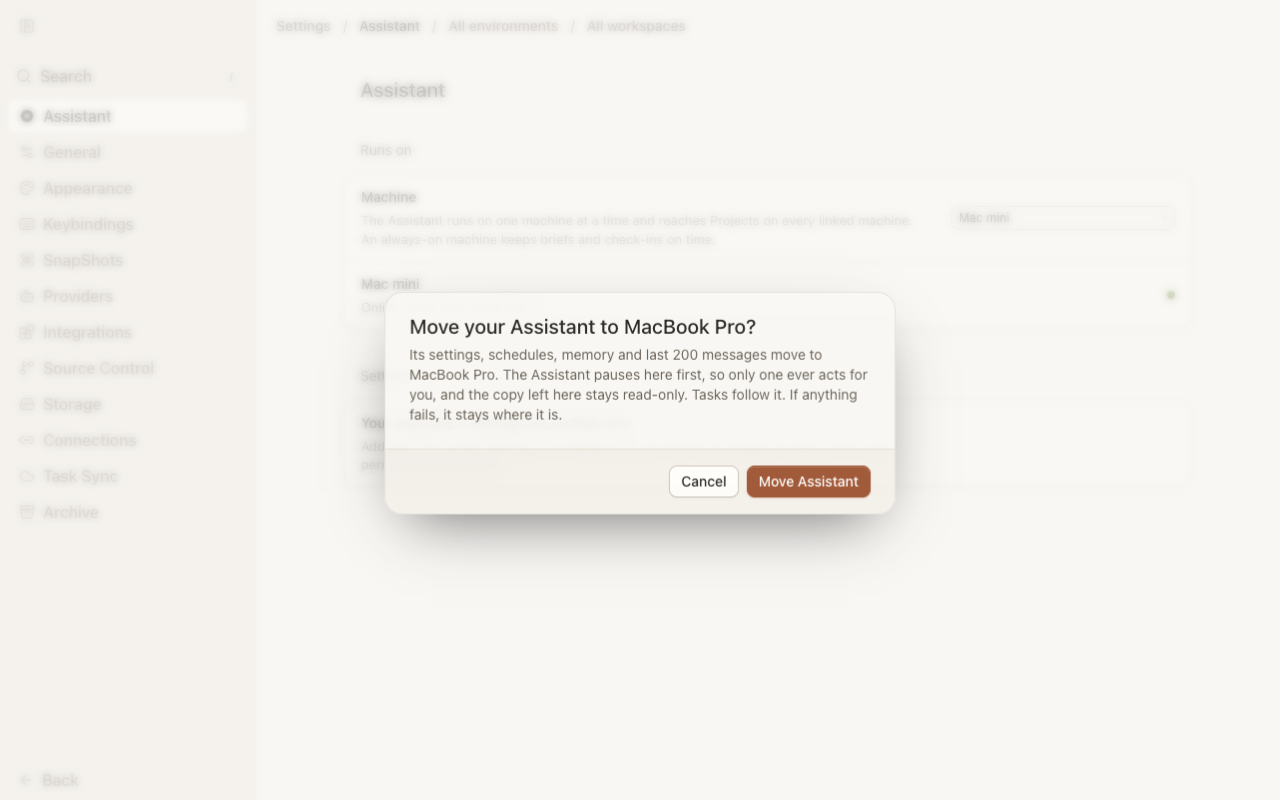 Settings / Assistant / All environments / All workspaces
Search /
Assistant
General
Appearance
Keybindings
SnapShots
Providers
Integrations
Source Control
Storage
Connections
Task Sync
Archive
Back
Assistant
Runs on
Machine
The Assistant runs on one machine at a time and reaches Projects on every linked machine.
An always-on machine keeps briefs and check-ins on time.
Mac mini
Mac mini
Move your Assistant to MacBook Pro?
Its settings, schedules, memory and last 200 messages move to
MacBook Pro. The Assistant pauses here first, so only one ever acts for
you, and the copy left here stays read-only. Tasks follow it. If anything
fails, it stays where it is.
Cancel
Move Assistant